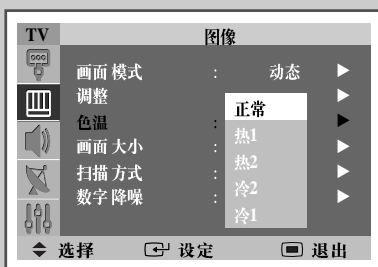 TV 图像
画面 模式 : 动态
调整
色温 :
画面 大小 :
扫描 方式 :
数字 降噪 :
正常
热1
热2
冷2
冷1
选择 设定 退出